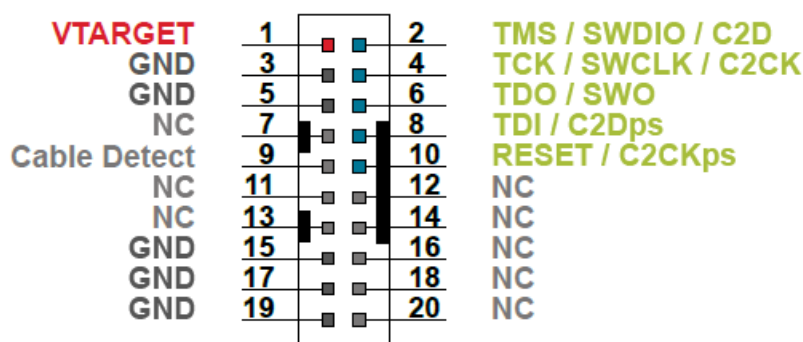 VTARGET 1 2 TMS / SWDIO / C2D
GND 3 4 TCK / SWCLK / C2CK
GND 5 6 TDO / SWO
NC 7 8 TDI / C2Dps
Cable Detect 9 10 RESET / C2CKps
NC 11 12 NC
NC 13 14 NC
GND 15 16 NC
GND 17 18 NC
GND 19 20 NC